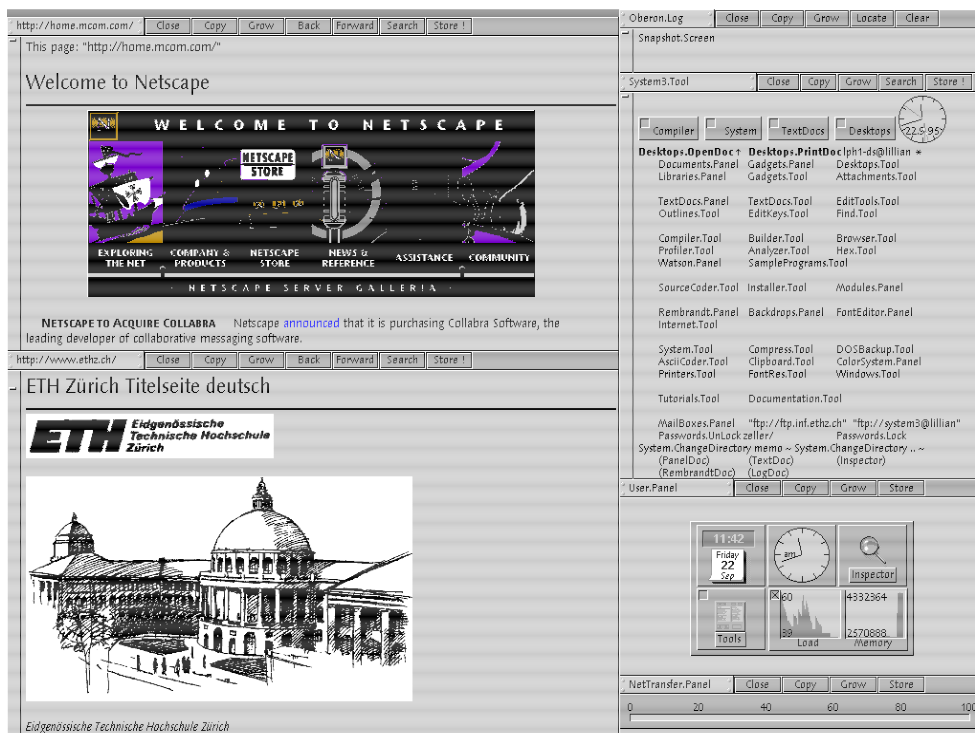 http://home.mcom.com/ Close Copy Grow Back Forward Search Store !
This page: "http://home.mcom.com/"
Welcome to Netscape
WELCOME TO NETSCAPE
NETSCAPE
STORE
EXPLORING THE NET
COMPANY & PRODUCTS
NETSCAPE STORE
NEWS & REFERENCE
ASSISTANCE
COMMUNITY
· NETSCAPE SERVER GALLERIA ·
NETSCAPE TO ACQUIRE COLLABRA Netscape announced that it is purchasing Collabra Software, the
leading developer of collaborative messaging software.
http://www.ethz.ch/ Close Copy Grow Back Forward Search Store !
ETH Zürich Titelseite deutsch
ETH
Eidgenössische
Technische Hochschule
Zürich
Eidgenössische Technische Hochschule Zürich
Oberon.Log Close Copy Grow Locate Clear
Snapshot.Screen
System3.Tool Close Copy Grow Search Store !
Compiler System TextDocs Desktops 22.5.95
Desktops.OpenDoc↑ Desktops.PrintDoc lph1-ds@lillian *
Documents.Panel Gadgets.Panel Desktops.Tool
Libraries.Panel Gadgets.Tool Attachments.Tool
TextDocs.Panel TextDocs.Tool EditTools.Tool
Outlines.Tool EditKeys.Tool Find.Tool
Compiler.Tool Builder.Tool Browser.Tool
Profiler.Tool Analyzer.Tool Hex.Tool
Watson.Panel SamplePrograms.Tool
SourceCoder.Tool Installer.Tool Modules.Panel
Rembrandt.Panel Backdrops.Panel FontEditor.Panel
Internet.Tool
System.Tool Compress.Tool DOSBackup.Tool
AsciiCoder.Tool Clipboard.Tool ColorSystem.Panel
Printers.Tool FontRes.Tool Windows.Tool
Tutorials.Tool Documentation.Tool
MailBoxes.Panel "ftp://ftp.inf.ethz.ch" "ftp://system3@lillian"
Passwords.UnLock zeller/ Passwords.Lock
System.ChangeDirectory memo ~ System.ChangeDirectory .. ~
(PanelDoc) (TextDoc) (Inspector)
(RembrandtDoc) (LogDoc)
User.Panel Close Copy Grow Store
11:42
Friday
22
Sep
am
Inspector
Tools
60
39
Load
4332364
2570888
Memory
NetTransfer.Panel Close Copy Grow Store
0 20 40 60 80 100